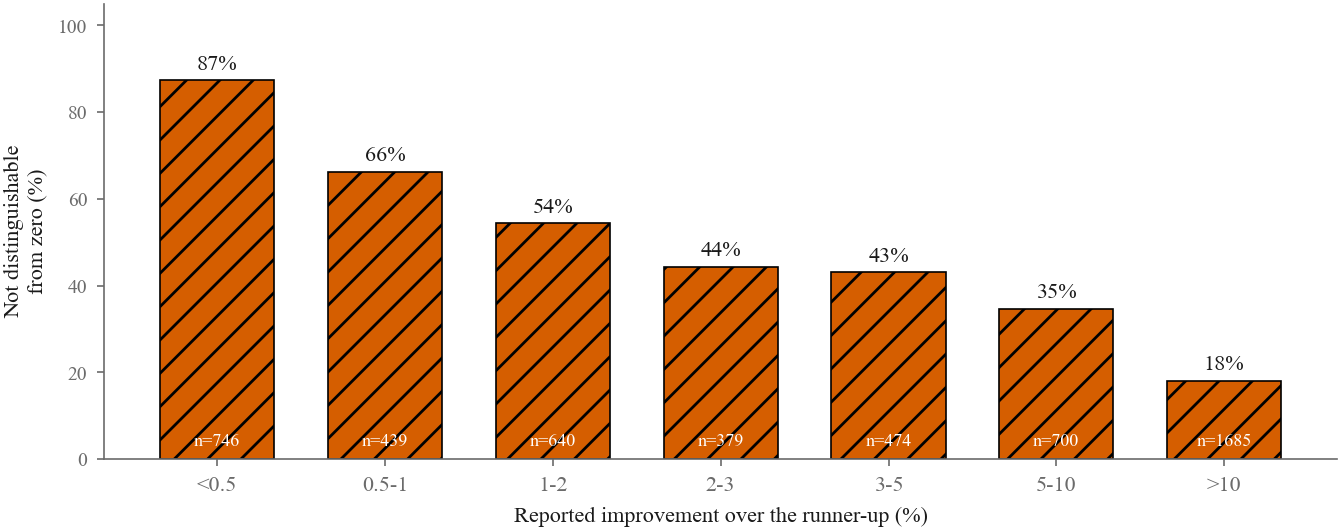 Not distinguishable
from zero (%)
100
80
60
40
20
0
87%
66%
54%
44%
43%
35%
18%
n=746
n=439
n=640
n=379
n=474
n=700
n=1685
<0.5
0.5-1
1-2
2-3
3-5
5-10
>10
Reported improvement over the runner-up (%)